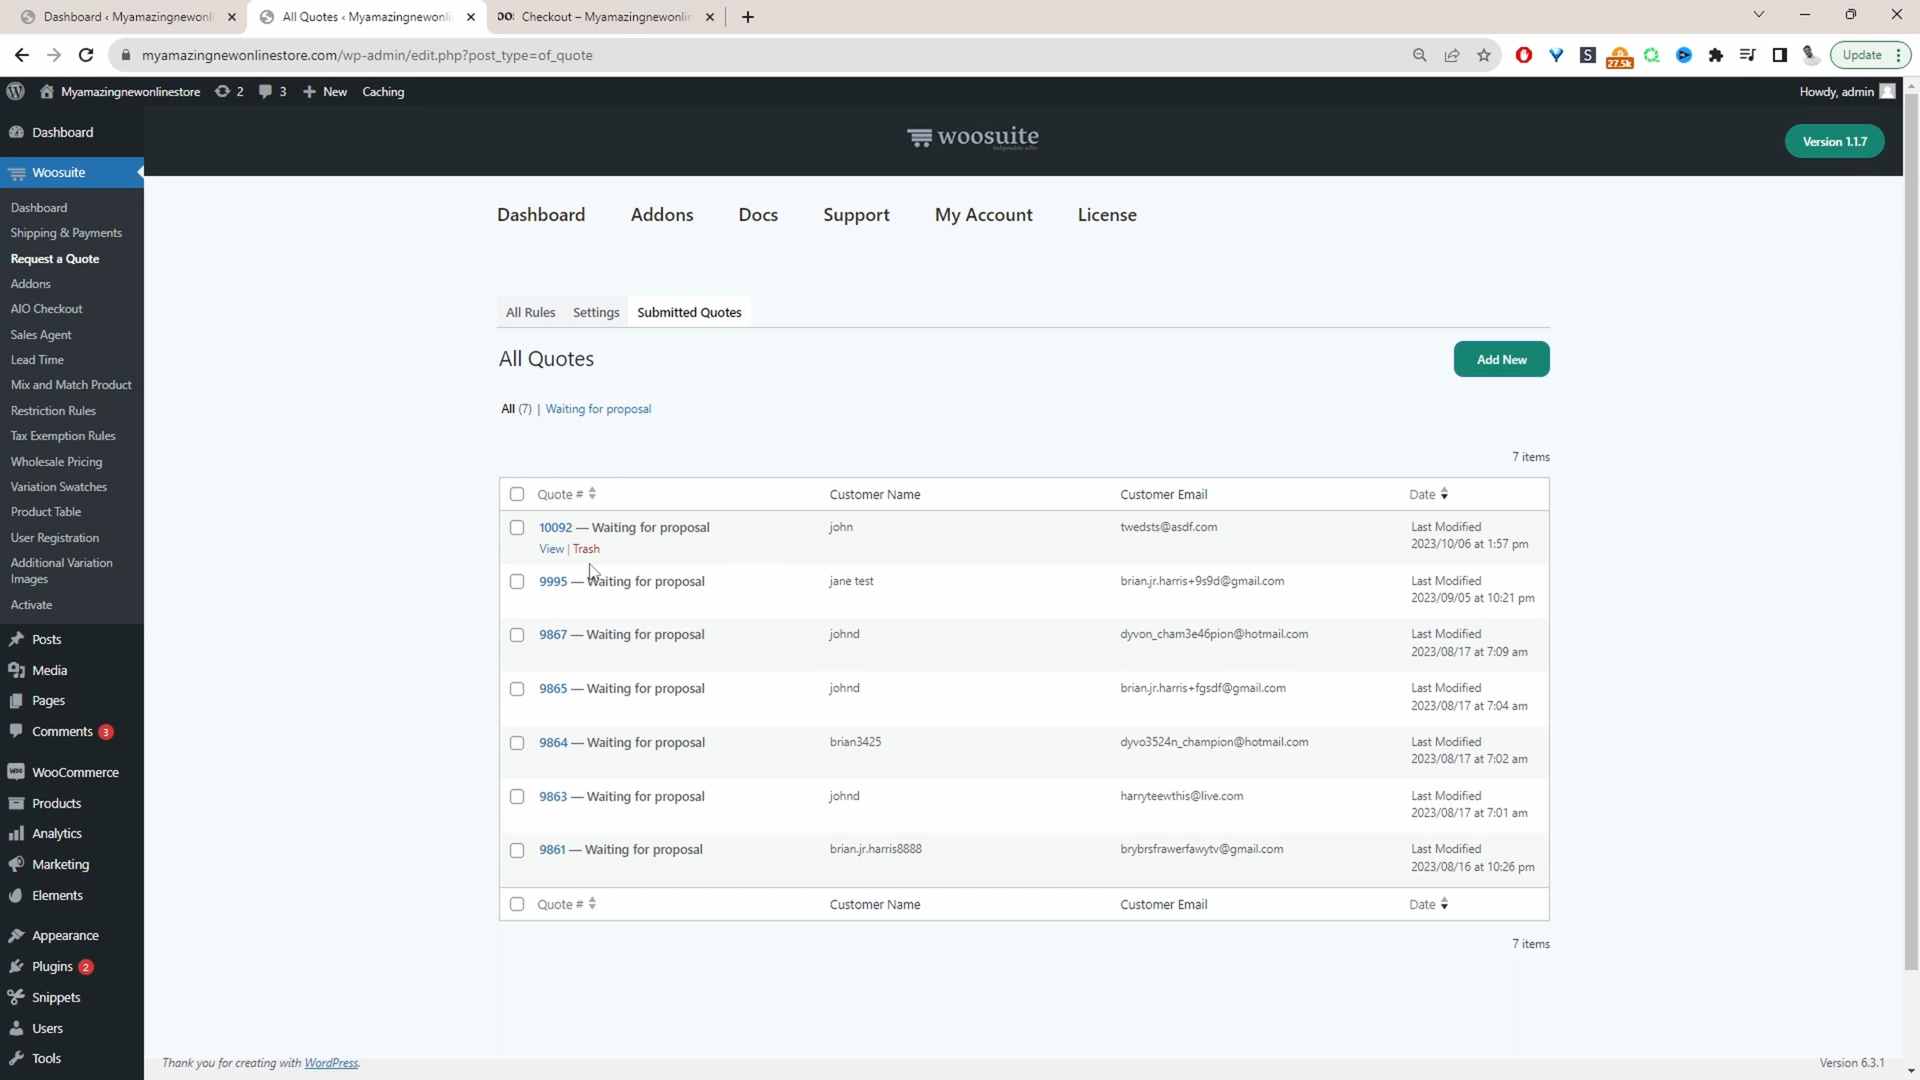 Dashboard ‹ Myamazingnewonli
All Quotes ‹ Myamazingnewonli
Checkout – Myamazingnewonlin
myamazingnewonlinestore.com/wp-admin/edit.php?post_type=of_quote
S
27.5k
Update
Myamazingnewonlinestore
2
3
New
Caching
Howdy, admin
woosuite
Version 1.1.7
Dashboard
Woosuite
Dashboard
Shipping & Payments
Request a Quote
Addons
AIO Checkout
Sales Agent
Lead Time
Mix and Match Product
Restriction Rules
Tax Exemption Rules
Wholesale Pricing
Variation Swatches
Product Table
User Registration
Additional Variation
Images
Activate
Posts
Media
Pages
Comments 3
WooCommerce
Products
Analytics
Marketing
Elements
Appearance
Plugins 2
Snippets
Users
Tools
Dashboard Addons Docs Support My Account License
All Rules Settings Submitted Quotes
All Quotes
Add New
All (7) | Waiting for proposal
7 items
Quote # Customer Name Customer Email Date
10092 — Waiting for proposal john twedsts@asdf.com Last Modified
View | Trash 2023/10/06 at 1:57 pm
9995 — Waiting for proposal jane test brian.jr.harris+9s9d@gmail.com Last Modified
2023/09/05 at 10:21 pm
9867 — Waiting for proposal johnd dyvon_cham3e46pion@hotmail.com Last Modified
2023/08/17 at 7:09 am
9865 — Waiting for proposal johnd brian.jr.harris+fgsdf@gmail.com Last Modified
2023/08/17 at 7:04 am
9864 — Waiting for proposal brian3425 dyvo3524n_champion@hotmail.com Last Modified
2023/08/17 at 7:02 am
9863 — Waiting for proposal johnd harryteewthis@live.com Last Modified
2023/08/17 at 7:01 am
9861 — Waiting for proposal brian.jr.harris8888 brybrsfrawerfawytv@gmail.com Last Modified
2023/08/16 at 10:26 pm
Quote # Customer Name Customer Email Date
7 items
Thank you for creating with WordPress.
Version 6.3.1